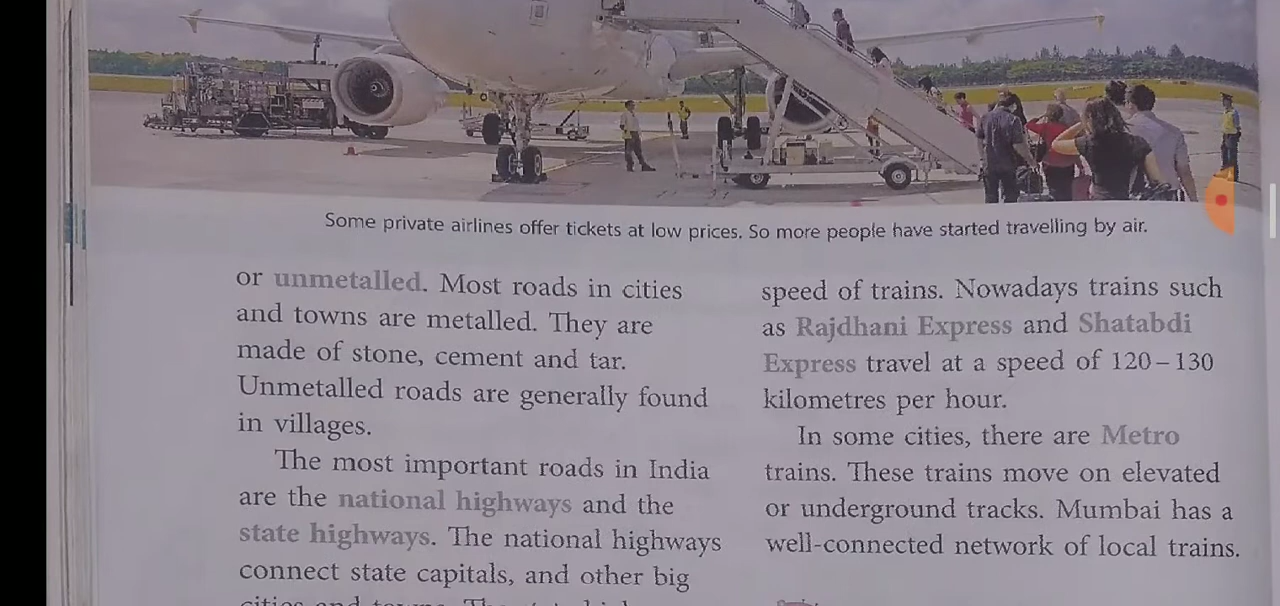 Some private airlines offer tickets at low prices. So more people have started travelling by air.
or unmetalled. Most roads in cities
and towns are metalled. They are
made of stone, cement and tar.
Unmetalled roads are generally found
in villages.
The most important roads in India
are the national highways and the
state highways. The national highways
connect state capitals, and other big
cities and towns. The
speed of trains. Nowadays trains such
as Rajdhani Express and Shatabdi
Express travel at a speed of 120–130
kilometres per hour.
In some cities, there are Metro
trains. These trains move on elevated
or underground tracks. Mumbai has a
well-connected network of local trains.